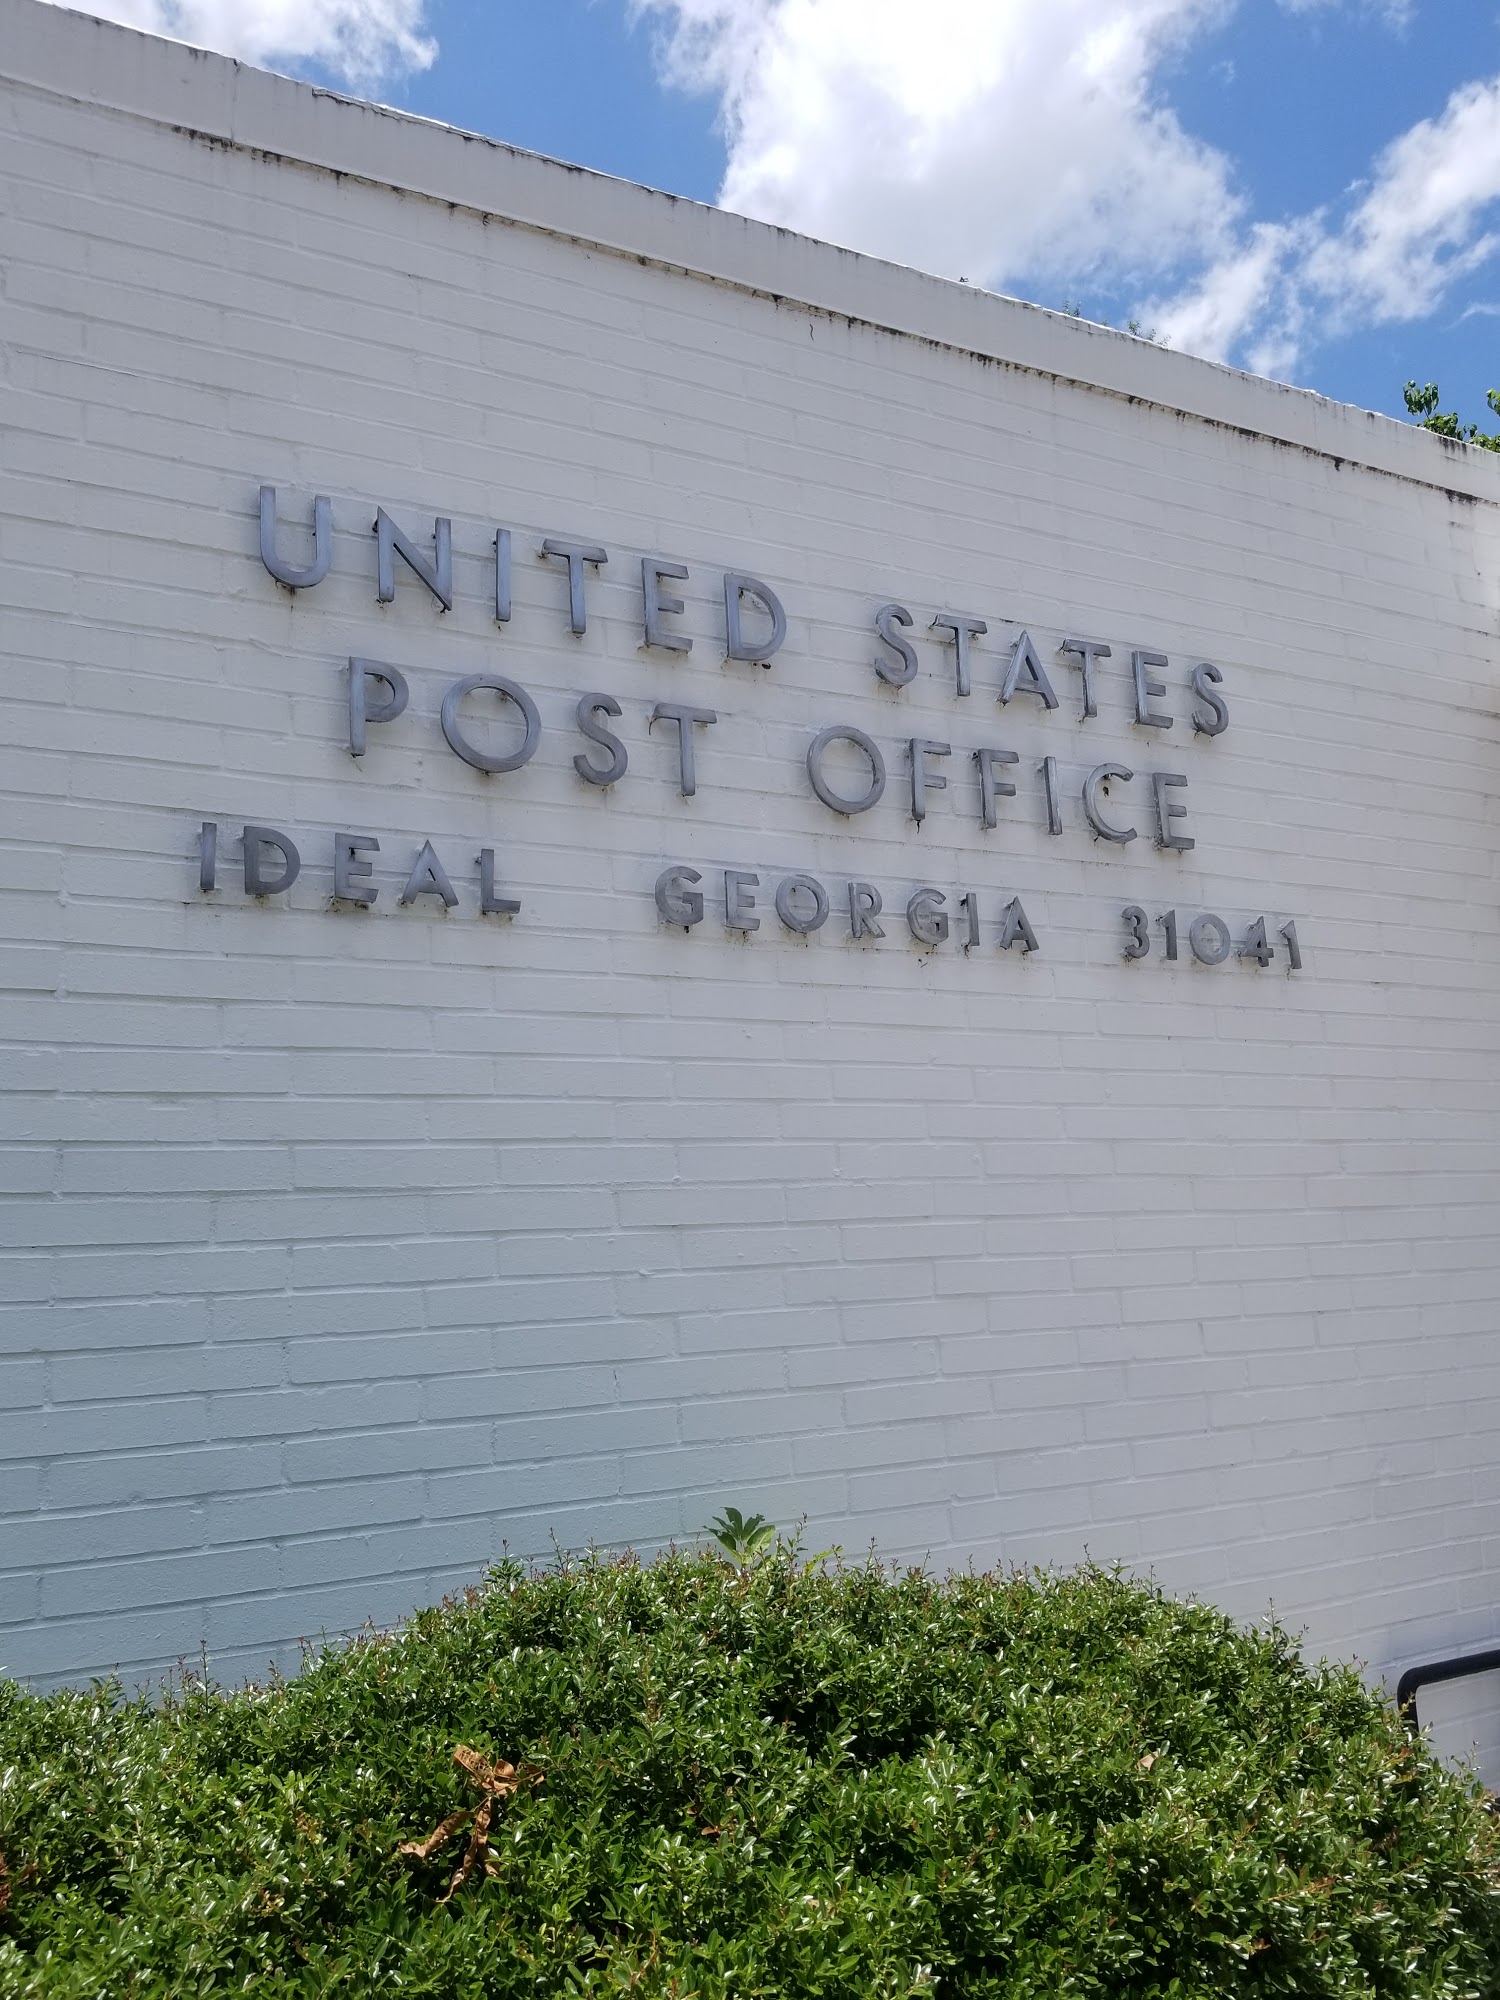 UNITED STATES
POST OFFICE
IDEAL GEORGIA 31041